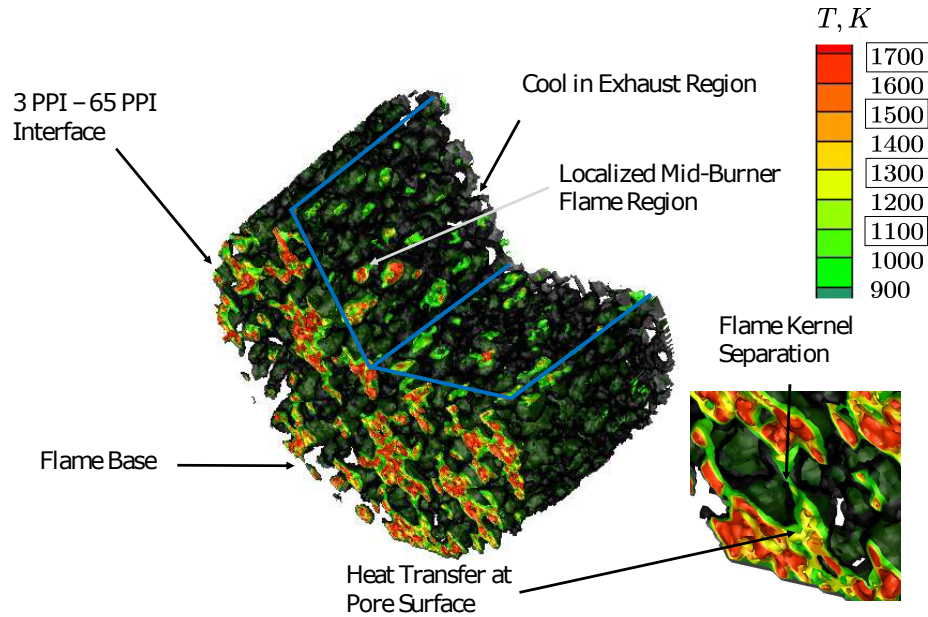 T, K
1700
1600
1500
1400
1300
1200
1100
1000
900
Cool in Exhaust Region
3 PPI – 65 PPI
Interface
Localized Mid-Burner
Flame Region
Flame Kernel
Separation
Flame Base
Heat Transfer at
Pore Surface